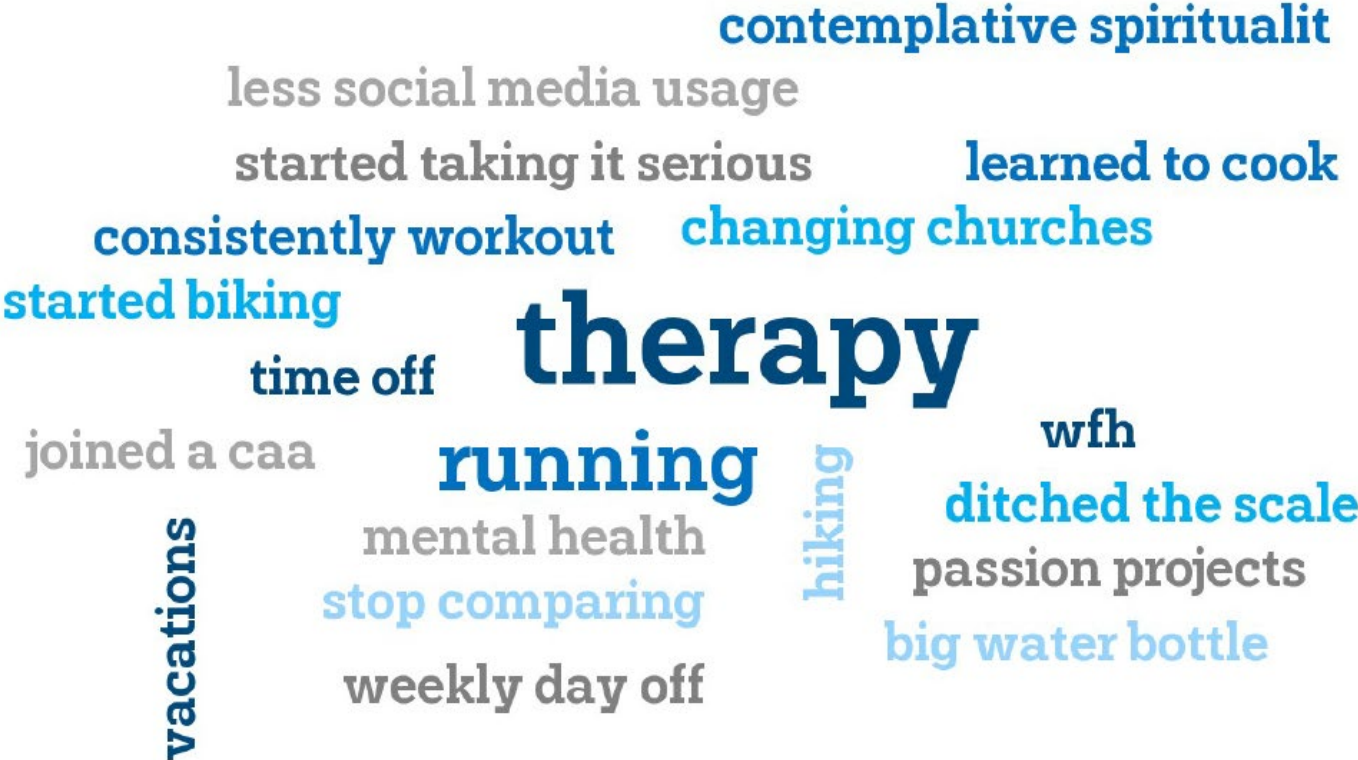 contemplative spiritualit
less social media usage
started taking it serious
learned to cook
consistently workout
changing churches
started biking
therapy
time off
wfh
joined a caa
running
hiking
ditched the scale
vacations
mental health
passion projects
stop comparing
big water bottle
weekly day off